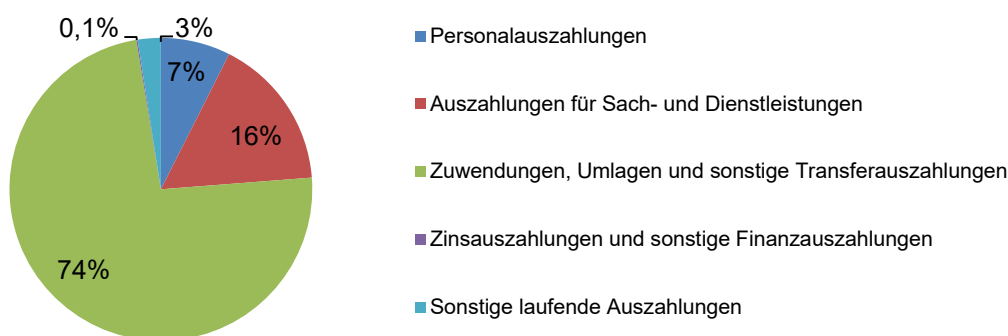 0,1%
3%
7%
16%
74%
Personalauszahlungen
Auszahlungen für Sach- und Dienstleistungen
Zuwendungen, Umlagen und sonstige Transferauszahlungen
Zinsauszahlungen und sonstige Finanzauszahlungen
Sonstige laufende Auszahlungen